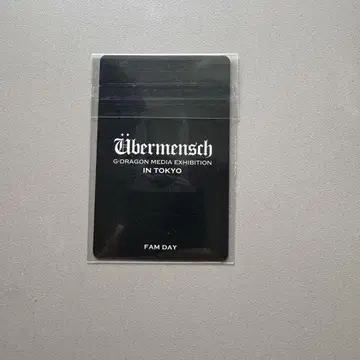 Übermensch
G-DRAGON MEDIA EXHIBITION
IN TOKYO
FAM DAY